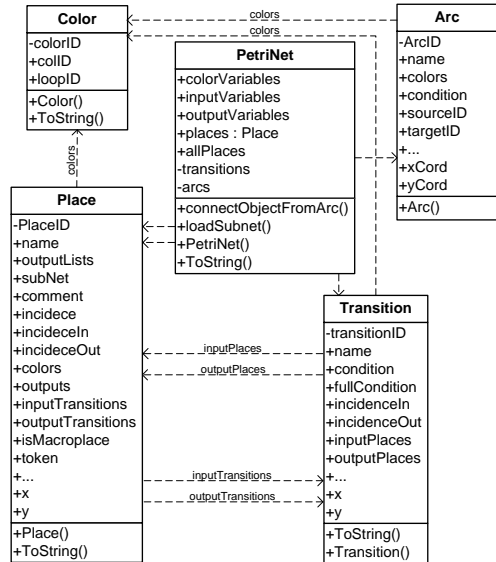 Color
-colorID
+colID
+loopID
+Color()
+ToString()
colors
colors
Arc
-ArcID
+name
+colors
+condition
+sourceID
+targetID
+...
+xCord
+yCord
+Arc()
PetriNet
+colorVariables
+inputVariables
+outputVariables
+places : Place
+allPlaces
-transitions
-arcs
+connectObjectFromArc()
+loadSubnet()
+PetriNet()
+ToString()
colors
Place
-PlaceID
+name
+outputLists
+subNet
+comment
+incidece
+incideceIn
+incideceOut
+colors
+outputs
+inputTransitions
+outputTransitions
+isMacroplace
+token
+...
+x
+y
+Place()
+ToString()
inputPlaces
outputPlaces
inputTransitions
outputTransitions
Transition
-transitionID
+name
+condition
+fullCondition
+incidenceIn
+incidenceOut
+inputPlaces
+outputPlaces
+...
+x
+y
+ToString()
+Transition()